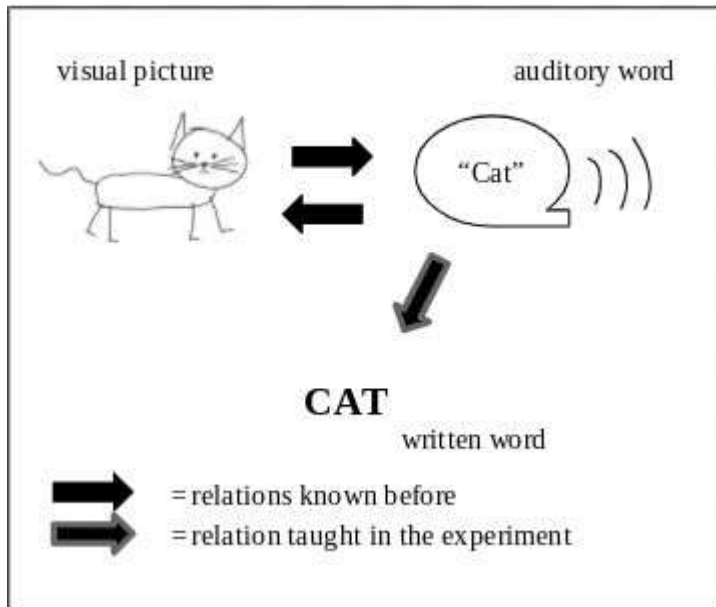 visual picture
auditory word
“Cat”
CAT
written word
= relations known before
= relation taught in the experiment